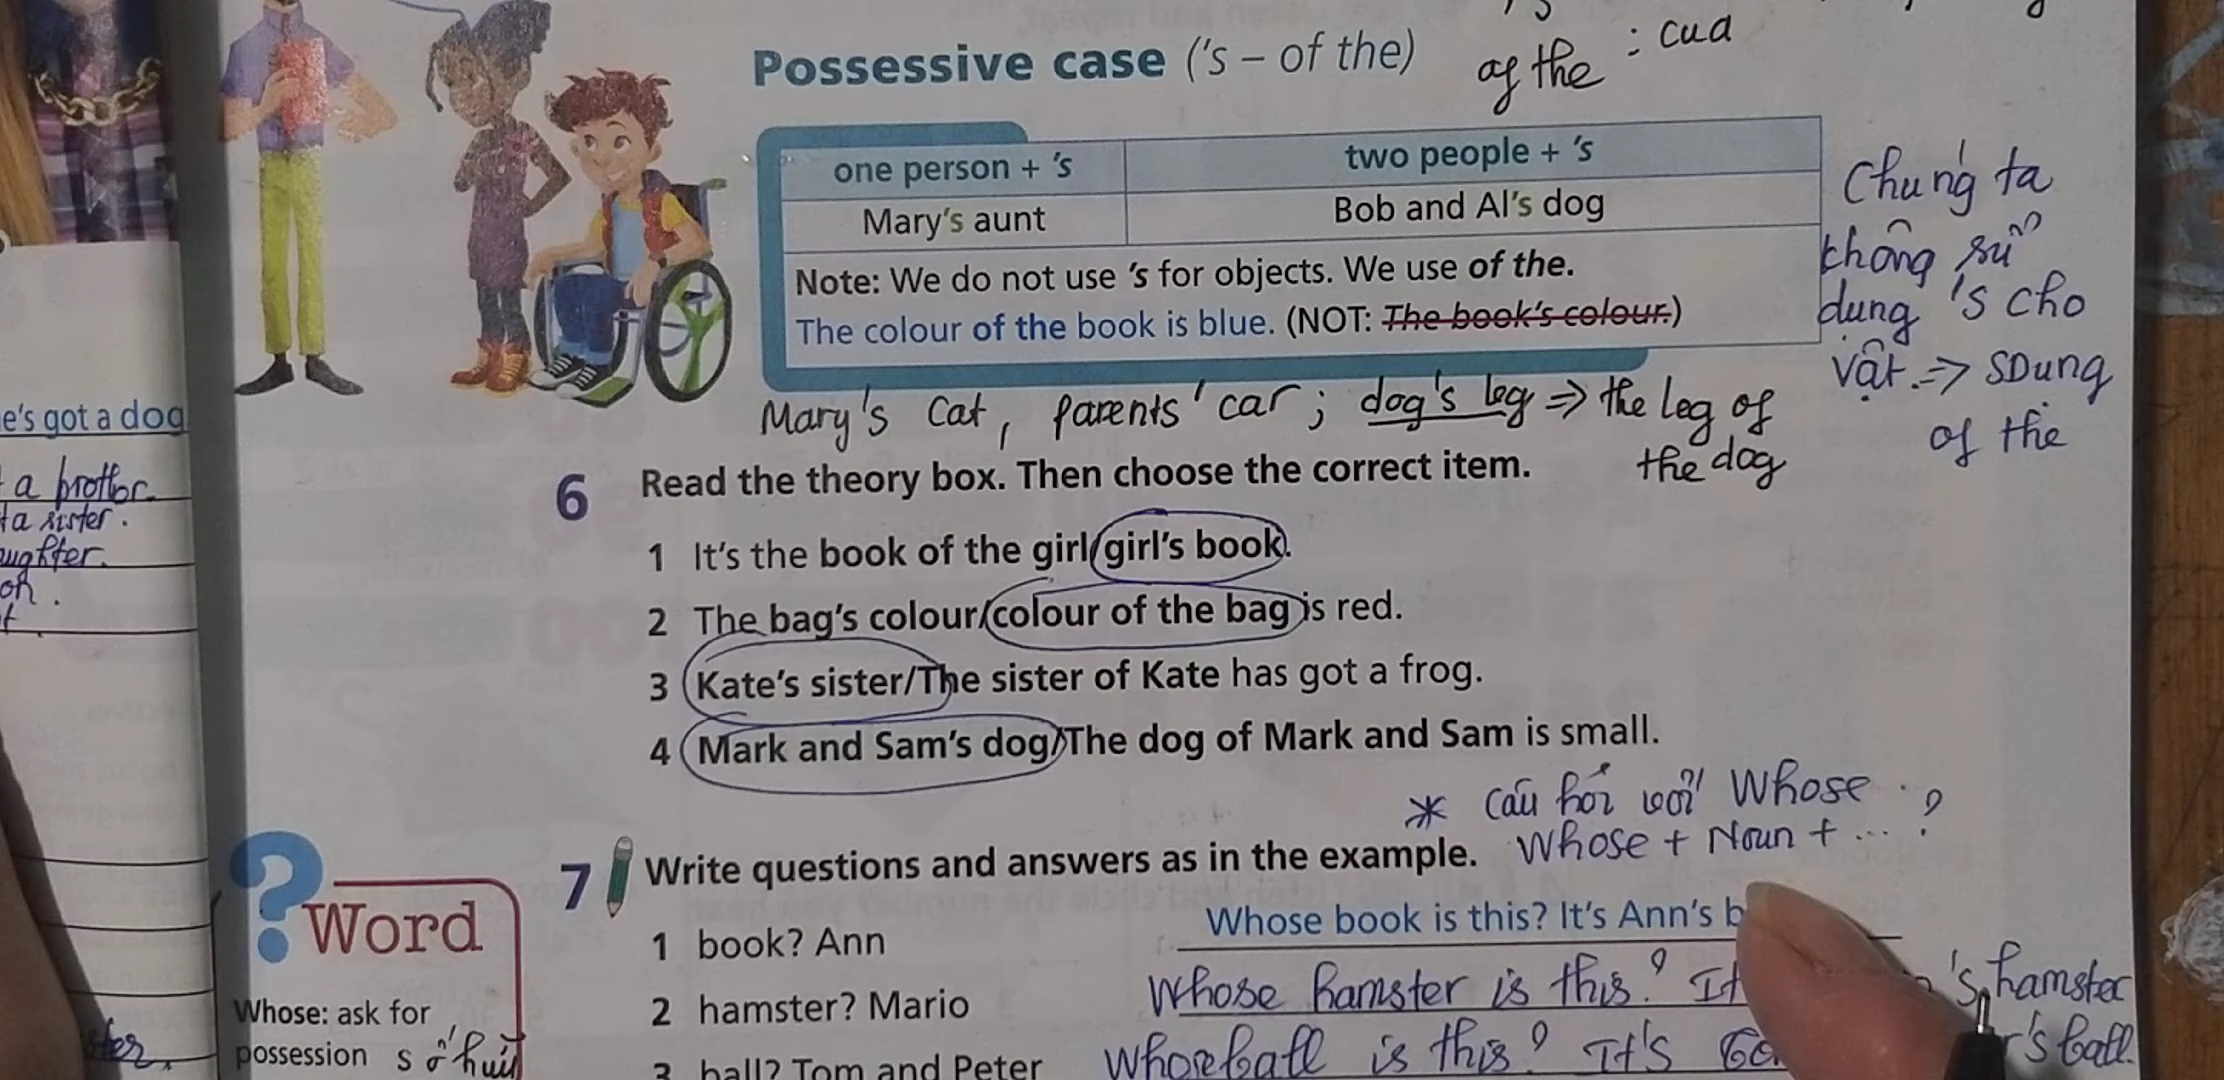 Possessive case ('s – of the)
of the : của
one person + 's
two people + 's
Mary's aunt
Bob and Al's dog
Note: We do not use 's for objects. We use of the.
The colour of the book is blue. (NOT: The book's colour.)
Chúng ta
không sử
dụng 's cho
vật => SDụng
of the
Mary's cat, parents' car; dog's leg => the leg of
the dog
e's got a dog
a brother.
ta sister.
6 Read the theory box. Then choose the correct item.
1 It's the book of the girl/girl's book.
2 The bag's colour/colour of the bag is red.
3 Kate's sister/The sister of Kate has got a frog.
4 Mark and Sam's dog/The dog of Mark and Sam is small.
* Câu hỏi với Whose
Whose + Noun + ... ?
7 Write questions and answers as in the example.
1 book? Ann
Whose book is this? It's Ann's b
2 hamster? Mario
Whose hamster is this? It 's hamster
3 ball? Tom and Peter
Whose ball is this? It's 's ball.
? Word
Whose: ask for
possession sở hữu